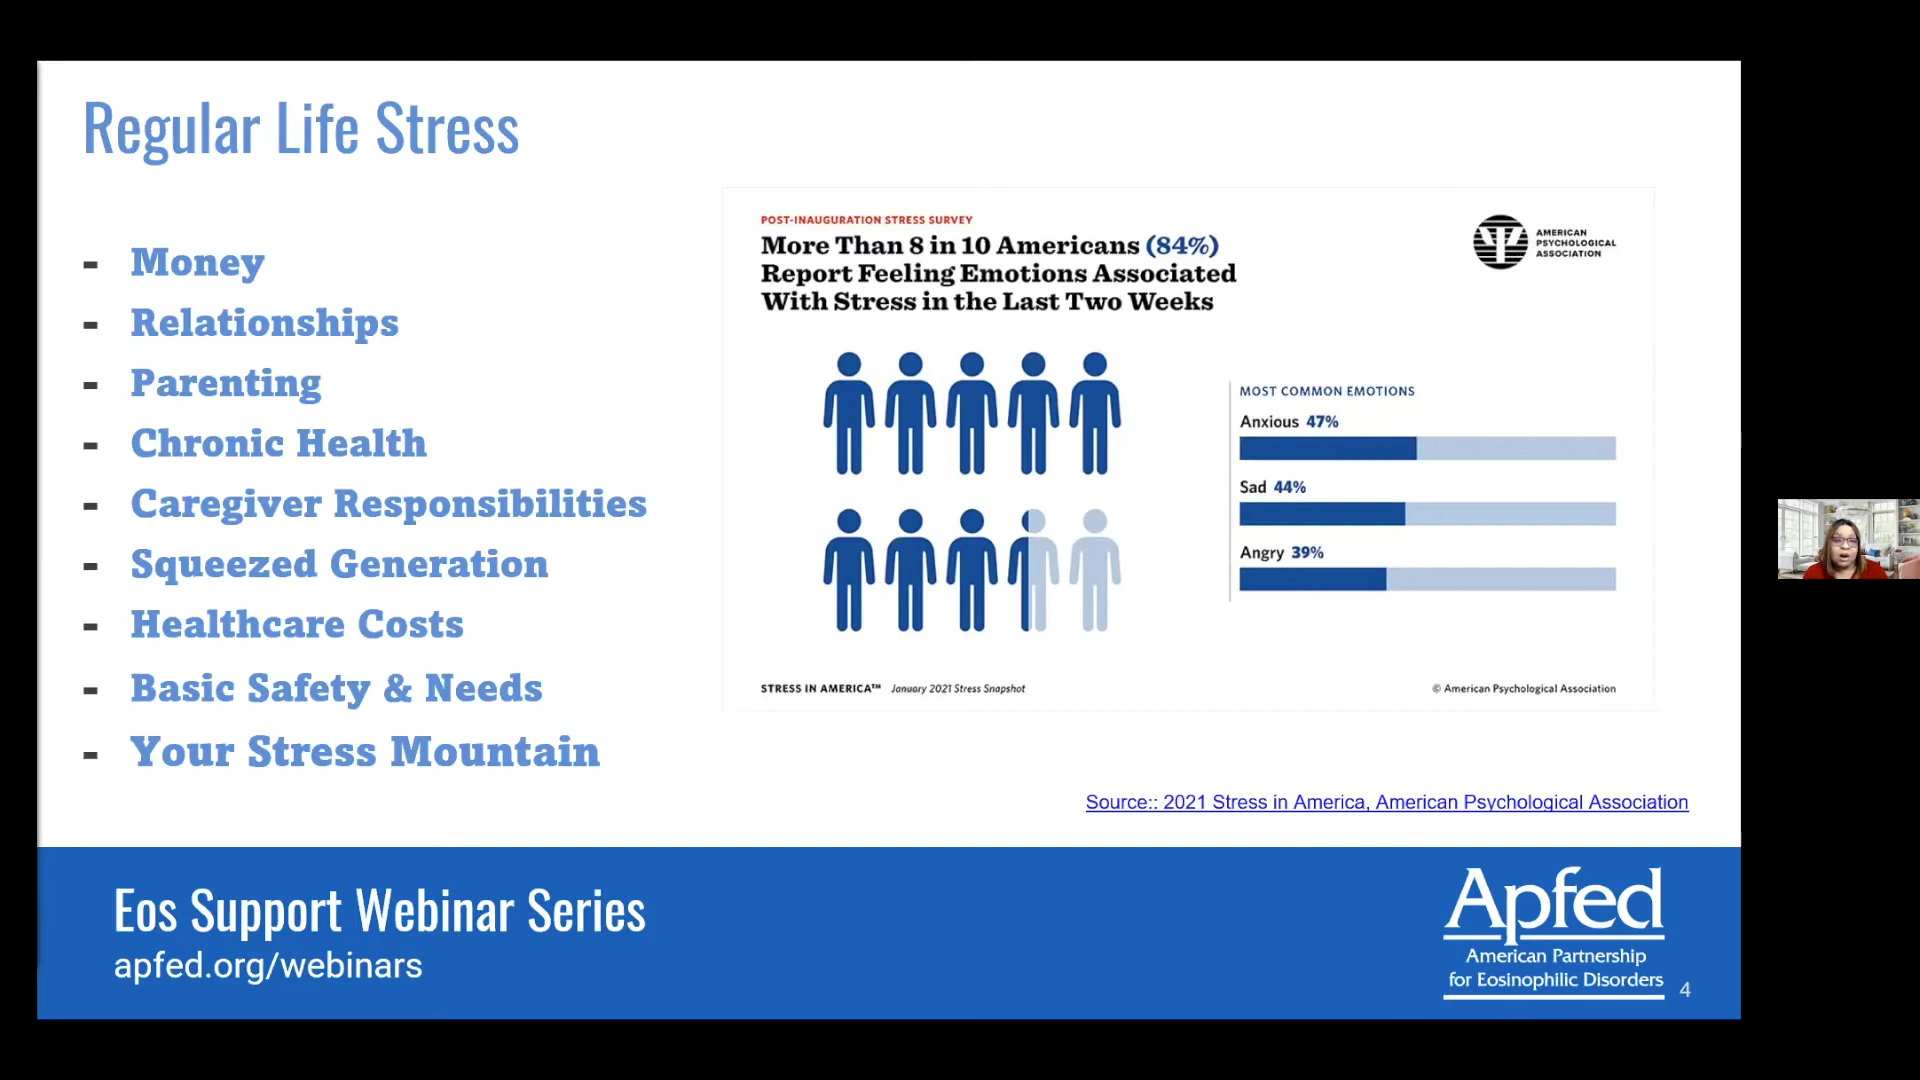 Regular Life Stress
- Money
- Relationships
- Parenting
- Chronic Health
- Caregiver Responsibilities
- Squeezed Generation
- Healthcare Costs
- Basic Safety & Needs
- Your Stress Mountain
POST-INAUGURATION STRESS SURVEY
More Than 8 in 10 Americans (84%)
Report Feeling Emotions Associated
With Stress in the Last Two Weeks
AMERICAN
PSYCHOLOGICAL
ASSOCIATION
MOST COMMON EMOTIONS
Anxious 47%
Sad 44%
Angry 39%
STRESS IN AMERICA™ January 2021 Stress Snapshot
© American Psychological Association
Source:: 2021 Stress in America, American Psychological Association
Eos Support Webinar Series
apfed.org/webinars
Apfed
American Partnership
for Eosinophilic Disorders
4